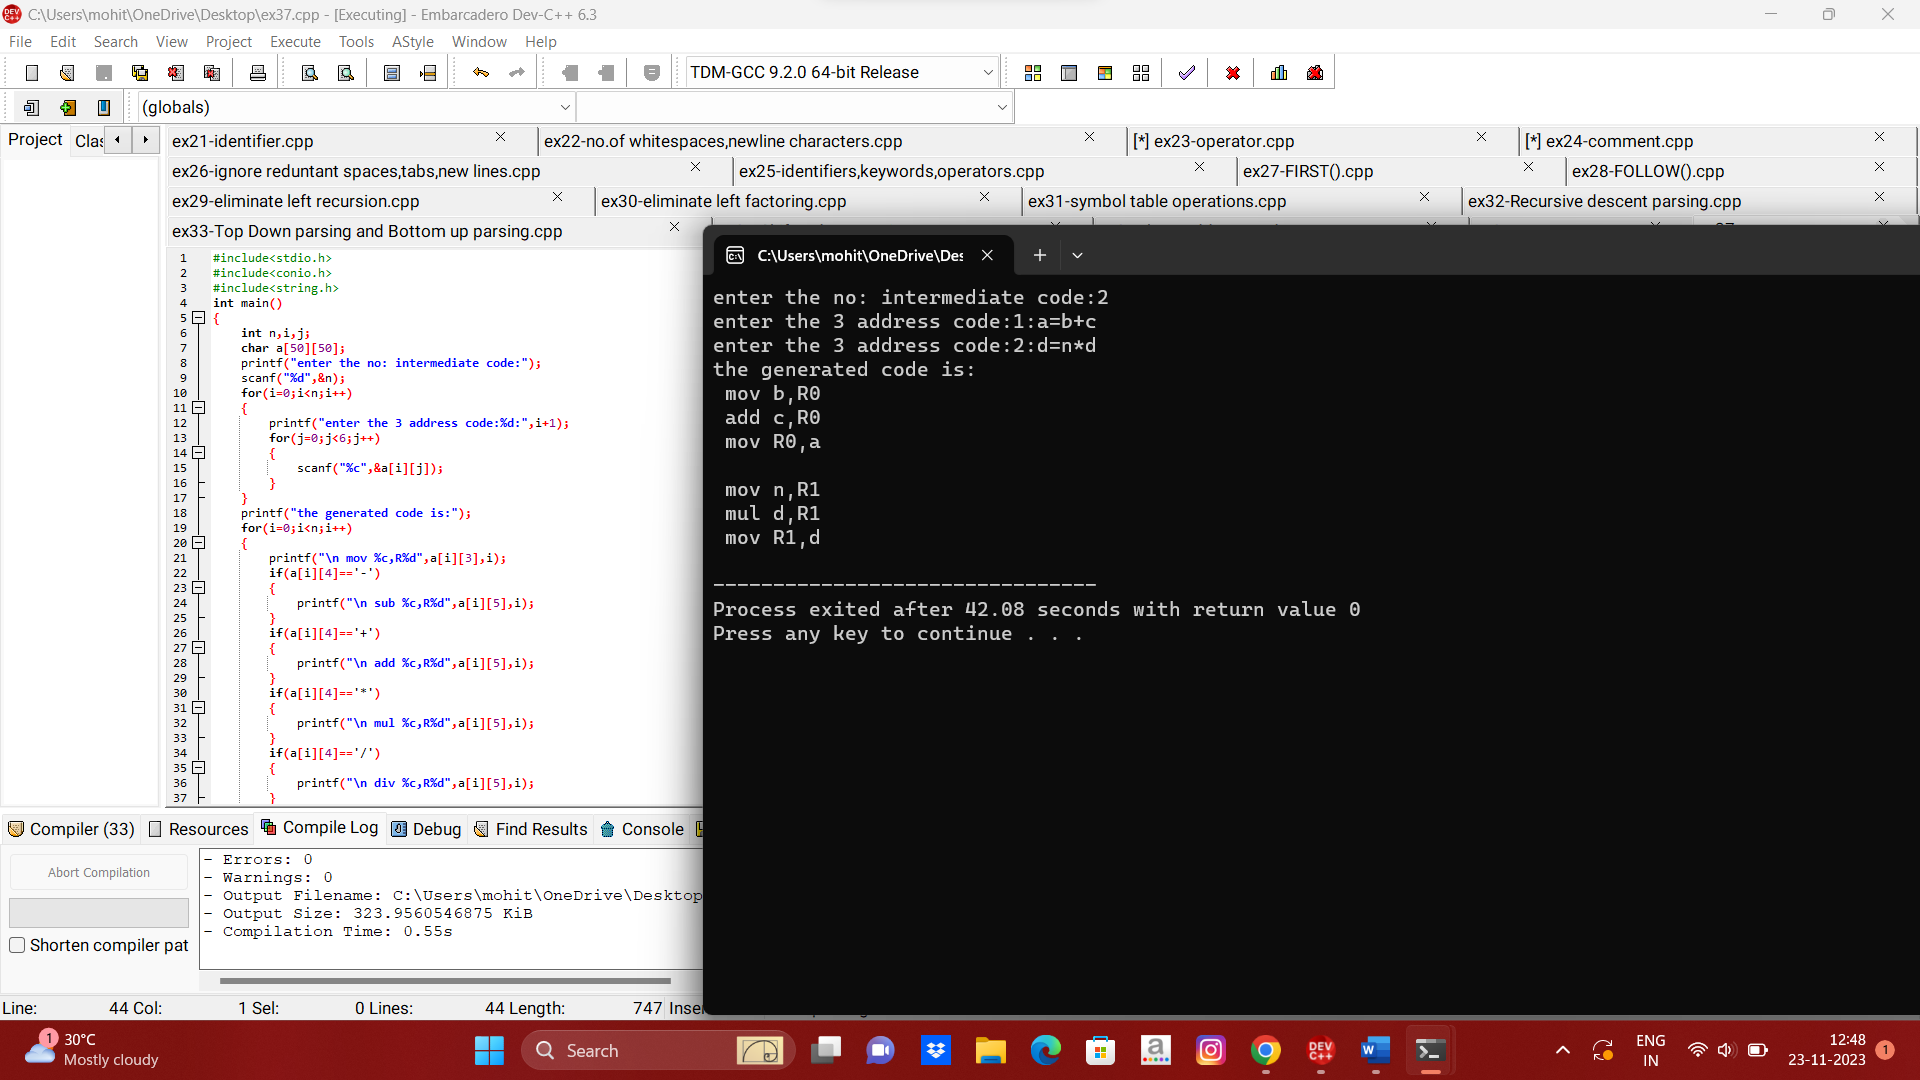 C:\Users\mohit\OneDrive\Desktop\ex37.cpp - [Executing] - Embarcadero Dev-C++ 6.3
File Edit Search View Project Execute Tools AStyle Window Help
TDM-GCC 9.2.0 64-bit Release
(globals)
Project Clas
ex21-identifier.cpp ex22-no.of whitespaces,newline characters.cpp [*] ex23-operator.cpp [*] ex24-comment.cpp
ex26-ignore reduntant spaces,tabs,new lines.cpp ex25-identifiers,keywords,operators.cpp ex27-FIRST().cpp ex28-FOLLOW().cpp
ex29-eliminate left recursion.cpp ex30-eliminate left factoring.cpp ex31-symbol table operations.cpp ex32-Recursive descent parsing.cpp
ex33-Top Down parsing and Bottom up parsing.cpp
1 #include<stdio.h>
2 #include<conio.h>
3 #include<string.h>
4 int main()
5 {
6 int n,i,j;
7 char a[50][50];
8 printf("enter the no: intermediate code:");
9 scanf("%d",&n);
10 for(i=0;i<n;i++)
11 {
12 printf("enter the 3 address code:%d:",i+1);
13 for(j=0;j<6;j++)
14 {
15 scanf("%c",&a[i][j]);
16 }
17 }
18 printf("the generated code is:");
19 for(i=0;i<n;i++)
20 {
21 printf("\n mov %c,R%d",a[i][3],i);
22 if(a[i][4]=='-')
23 {
24 printf("\n sub %c,R%d",a[i][5],i);
25 }
26 if(a[i][4]=='+')
27 {
28 printf("\n add %c,R%d",a[i][5],i);
29 }
30 if(a[i][4]=='*')
31 {
32 printf("\n mul %c,R%d",a[i][5],i);
33 }
34 if(a[i][4]=='/')
35 {
36 printf("\n div %c,R%d",a[i][5],i);
37 }
C:\Users\mohit\OneDrive\Des
enter the no: intermediate code:2
enter the 3 address code:1:a=b+c
enter the 3 address code:2:d=n*d
the generated code is:
mov b,R0
add c,R0
mov R0,a
mov n,R1
mul d,R1
mov R1,d
--------------------------------
Process exited after 42.08 seconds with return value 0
Press any key to continue . . .
Compiler (33) Resources Compile Log Debug Find Results Console
Abort Compilation
Shorten compiler pat
- Errors: 0
- Warnings: 0
- Output Filename: C:\Users\mohit\OneDrive\Desktop
- Output Size: 323.9560546875 KiB
- Compilation Time: 0.55s
Line: 44 Col: 1 Sel: 0 Lines: 44 Length: 747 Inser
1 30°C
Mostly cloudy
Search
DEV C++
ENG
IN
12:48
23-11-2023
1